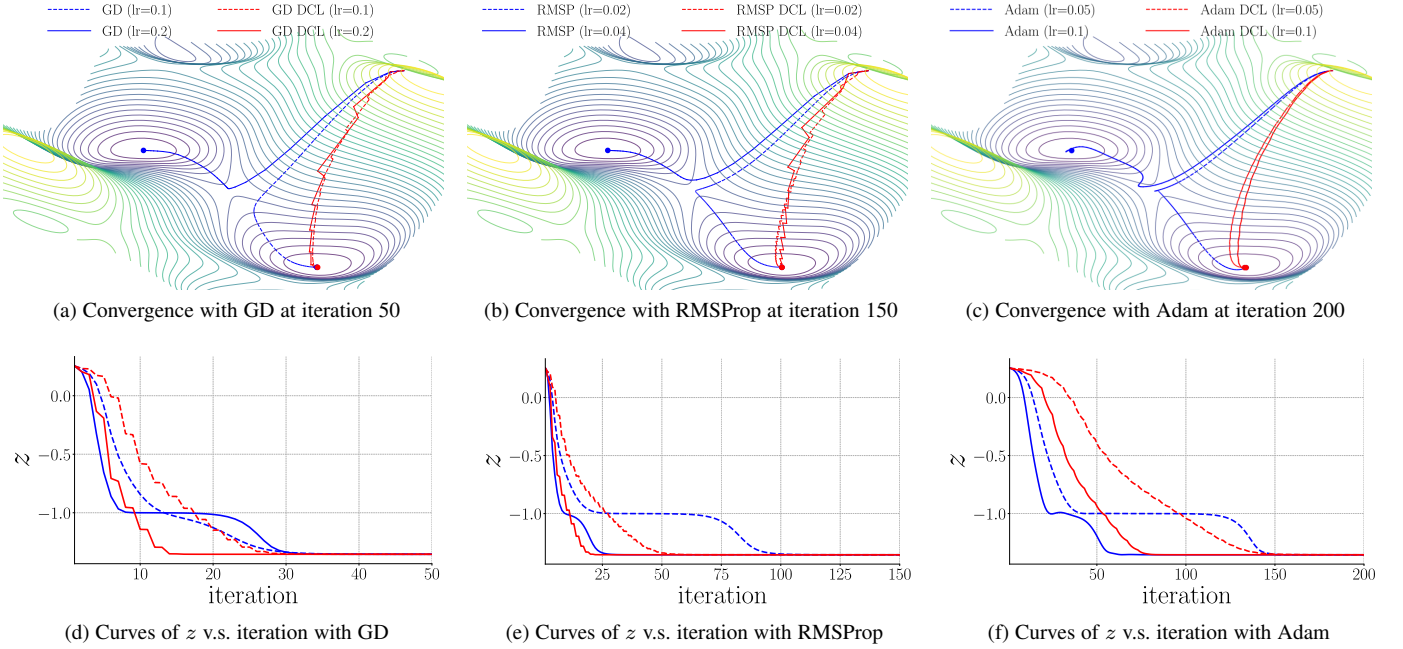 GD (lr=0.1) GD DCL (lr=0.1)
GD (lr=0.2) GD DCL (lr=0.2)
RMSP (lr=0.02) RMSP DCL (lr=0.02)
RMSP (lr=0.04) RMSP DCL (lr=0.04)
Adam (lr=0.05) Adam DCL (lr=0.05)
Adam (lr=0.1) Adam DCL (lr=0.1)
(a) Convergence with GD at iteration 50
(b) Convergence with RMSProp at iteration 150
(c) Convergence with Adam at iteration 200
0.0
−0.5
−1.0
z
10 20 30 40 50
iteration
0.0
−0.5
−1.0
z
25 50 75 100 125 150
iteration
0.0
−0.5
−1.0
z
50 100 150 200
iteration
(d) Curves of z v.s. iteration with GD
(e) Curves of z v.s. iteration with RMSProp
(f) Curves of z v.s. iteration with Adam